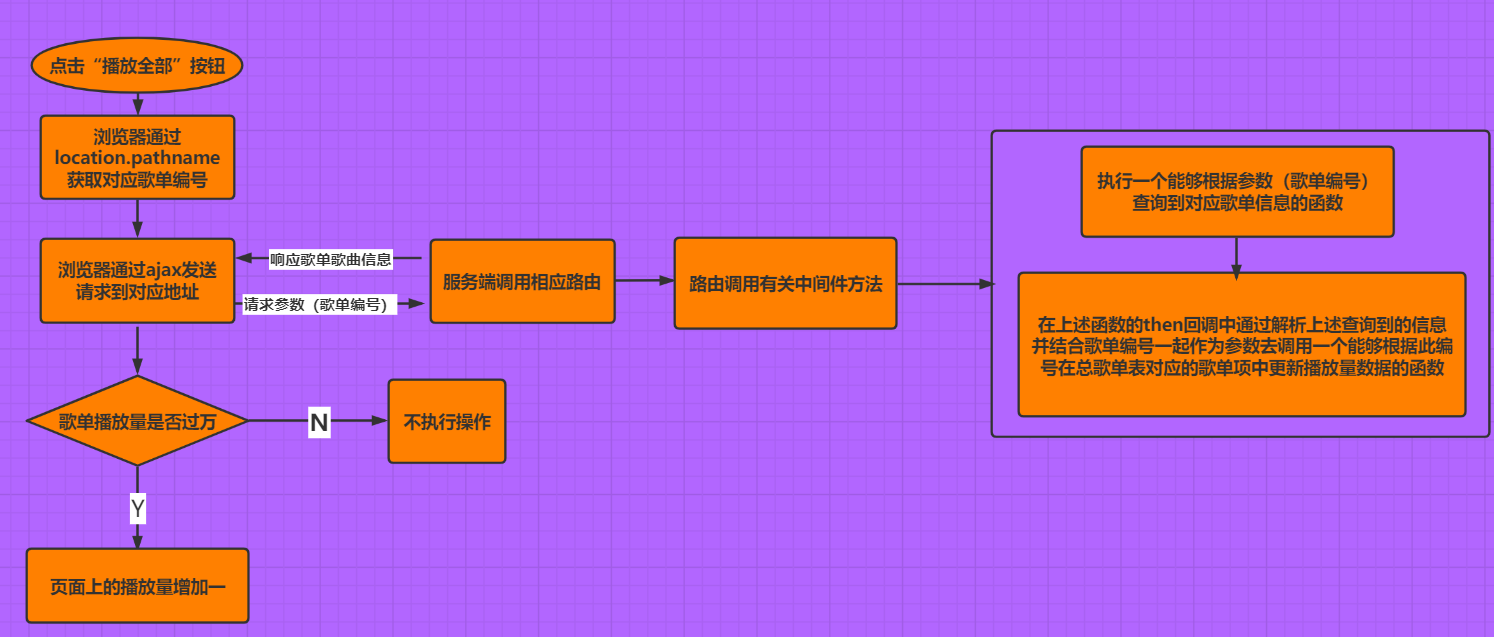 点击“播放全部”按钮
浏览器通过
location.pathname
获取对应歌单编号
浏览器通过ajax发送
请求到对应地址
响应歌单歌曲信息
请求参数（歌单编号）
服务端调用相应路由
路由调用有关中间件方法
执行一个能够根据参数（歌单编号）
查询到对应歌单信息的函数
在上述函数的then回调中通过解析上述查询到的信息
并结合歌单编号一起作为参数去调用一个能够根据此编
号在总歌单表对应的歌单项中更新播放量数据的函数
歌单播放量是否过万
N
不执行操作
Y
页面上的播放量增加一